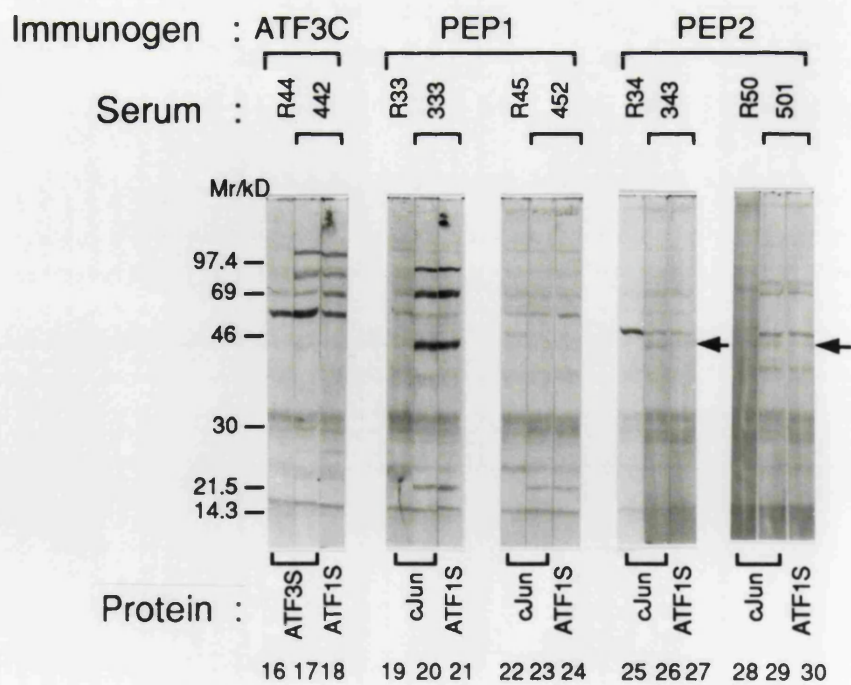 Immunogen : ATF3C PEP1 PEP2
Serum : R44 442 R33 333 R45 452 R34 343 R50 501
Mr/kD
97.4
69
46
30
21.5
14.3
Protein : ATF3S ATF1S cJun ATF1S cJun ATF1S cJun ATF1S cJun ATF1S
16 17 18 19 20 21 22 23 24 25 26 27 28 29 30